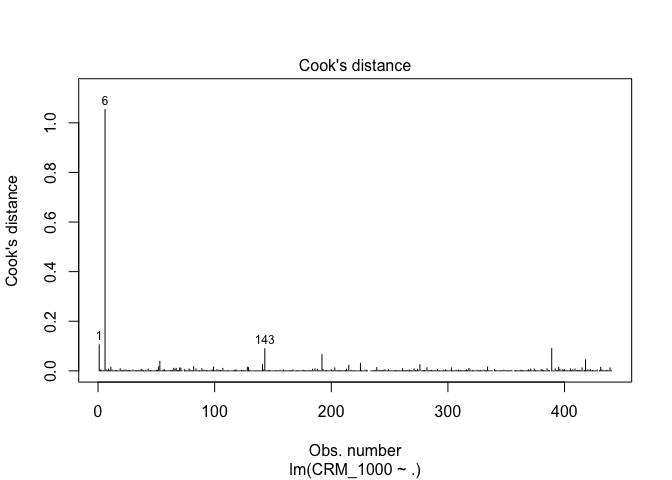 Cook's distance
Cook's distance
0.0 0.2 0.4 0.6 0.8 1.0
6
1
143
0 100 200 300 400
Obs. number
lm(CRM_1000 ~ .)